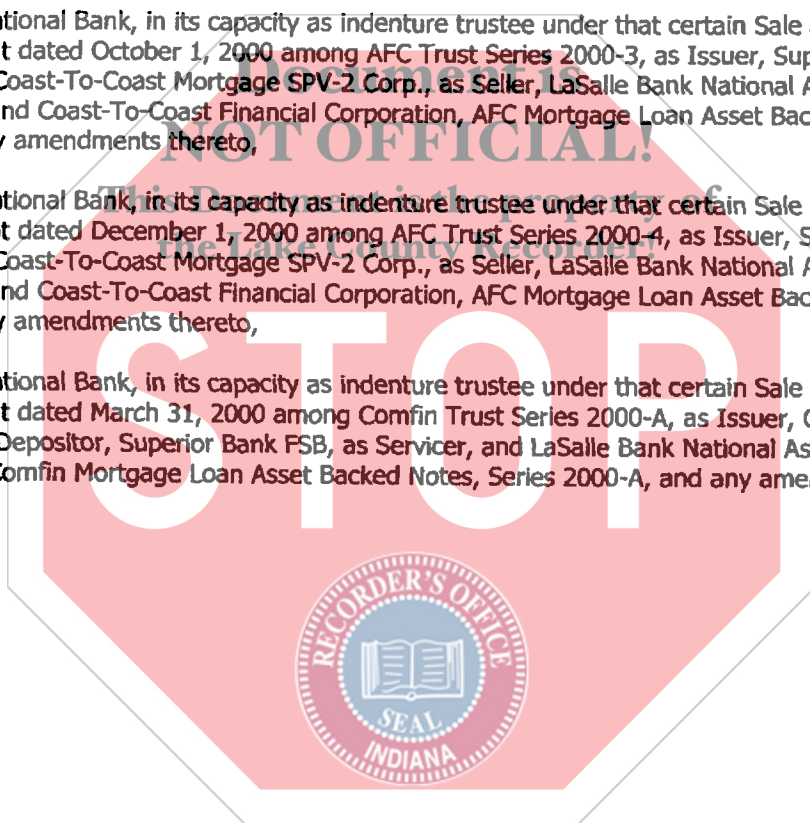 tional Bank, in its capacity as indenture trustee under that certain Sale
t dated October 1, 2000 among AFC Trust Series 2000-3, as Issuer, Sup
Coast-To-Coast Mortgage SPV-2 Corp., as Seller, LaSalle Bank National A
nd Coast-To-Coast Financial Corporation, AFC Mortgage Loan Asset Bac
y amendments thereto,
Document is
NOT OFFICIAL!
This Document is the property of
the Lake County Recorder!
tional Bank, in its capacity as indenture trustee under that certain Sale
t dated December 1, 2000 among AFC Trust Series 2000-4, as Issuer, S
Coast-To-Coast Mortgage SPV-2 Corp., as Seller, LaSalle Bank National A
nd Coast-To-Coast Financial Corporation, AFC Mortgage Loan Asset Bac
y amendments thereto,
tional Bank, in its capacity as indenture trustee under that certain Sale
t dated March 31, 2000 among Comfin Trust Series 2000-A, as Issuer, C
Depositor, Superior Bank FSB, as Servicer, and LaSalle Bank National As
Comfin Mortgage Loan Asset Backed Notes, Series 2000-A, and any ame
STOP
RECORDER'S OFFICE
SEAL
INDIANA